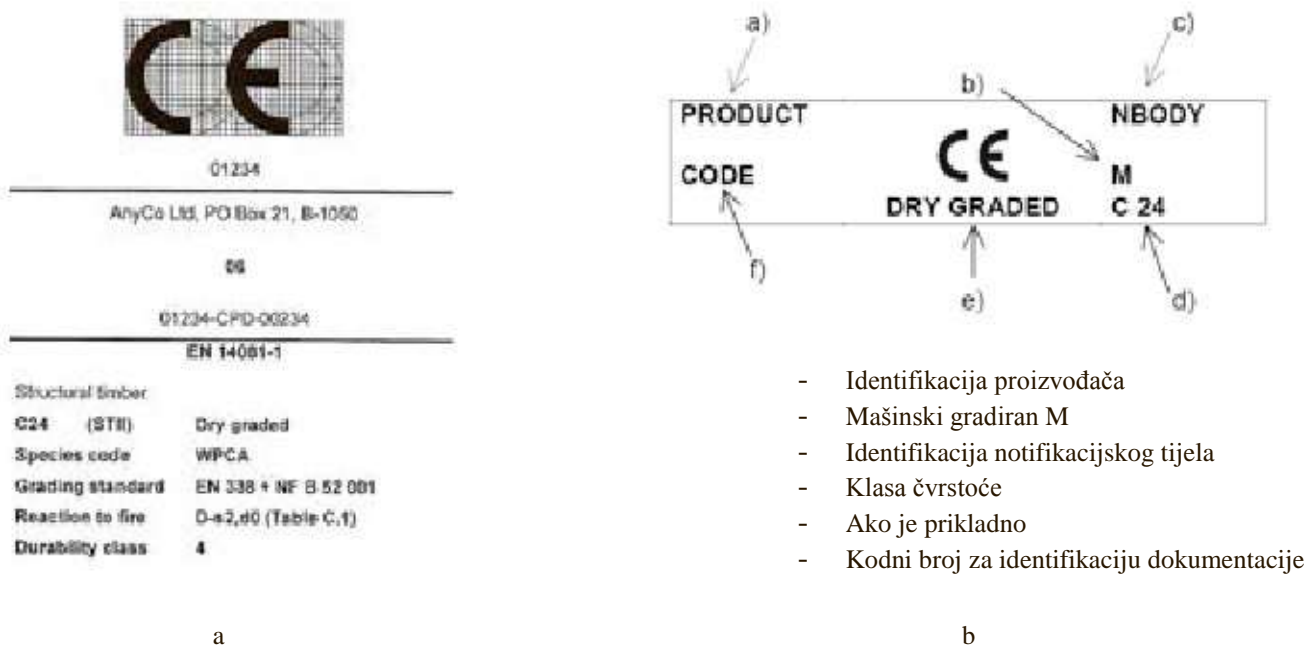 CE
01234
AnyCo Ltd, PO Box 21, B-1050
06
01234-CPD-00234
EN 14081-1
Structural timber
C24 (STII) Dry graded
Species code WPCA
Grading standard EN 338 + NF B 52 001
Reaction to fire D-s2,d0 (Table C.1)
Durability class 4
a
a)
c)
b)
PRODUCT
NBODY
CE
CODE
M
DRY GRADED
C 24
f)
e)
d)
- Identifikacija proizvođača
- Mašinski gradiran M
- Identifikacija notifikacijskog tijela
- Klasa čvrstoće
- Ako je prikladno
- Kodni broj za identifikaciju dokumentacije
b